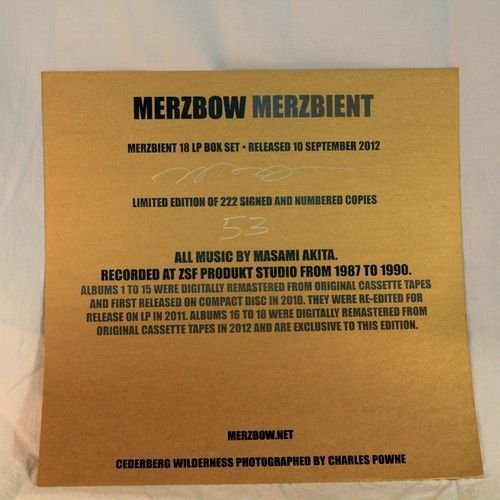 MERZBOW MERZBIENT
MERZBIENT 18 LP BOX SET • RELEASED 10 SEPTEMBER 2012
LIMITED EDITION OF 222 SIGNED AND NUMBERED COPIES
53
ALL MUSIC BY MASAMI AKITA.
RECORDED AT ZSF PRODUKT STUDIO FROM 1987 TO 1990.
ALBUMS 1 TO 15 WERE DIGITALLY REMASTERED FROM ORIGINAL CASSETTE TAPES
AND FIRST RELEASED ON COMPACT DISC IN 2010. THEY WERE RE-EDITED FOR
RELEASE ON LP IN 2011. ALBUMS 16 TO 18 WERE DIGITALLY REMASTERED FROM
ORIGINAL CASSETTE TAPES IN 2012 AND ARE EXCLUSIVE TO THIS EDITION.
MERZBOW.NET
CEDERBERG WILDERNESS PHOTOGRAPHED BY CHARLES POWNE